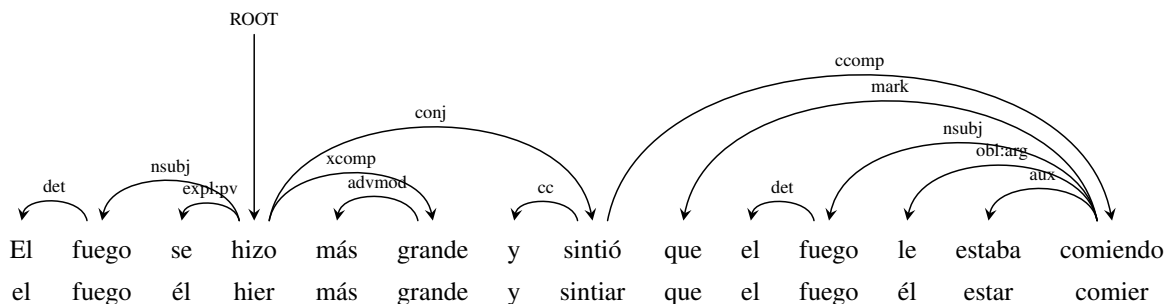 ROOT
ccomp
mark
conj
nsubj
obl:arg
xcomp
nsubj
aux
advmod
det
expl:pv
cc
det
El fuego se hizo más grande y sintió que el fuego le estaba comiendo
el fuego él hier más grande y sintiar que el fuego él estar comier